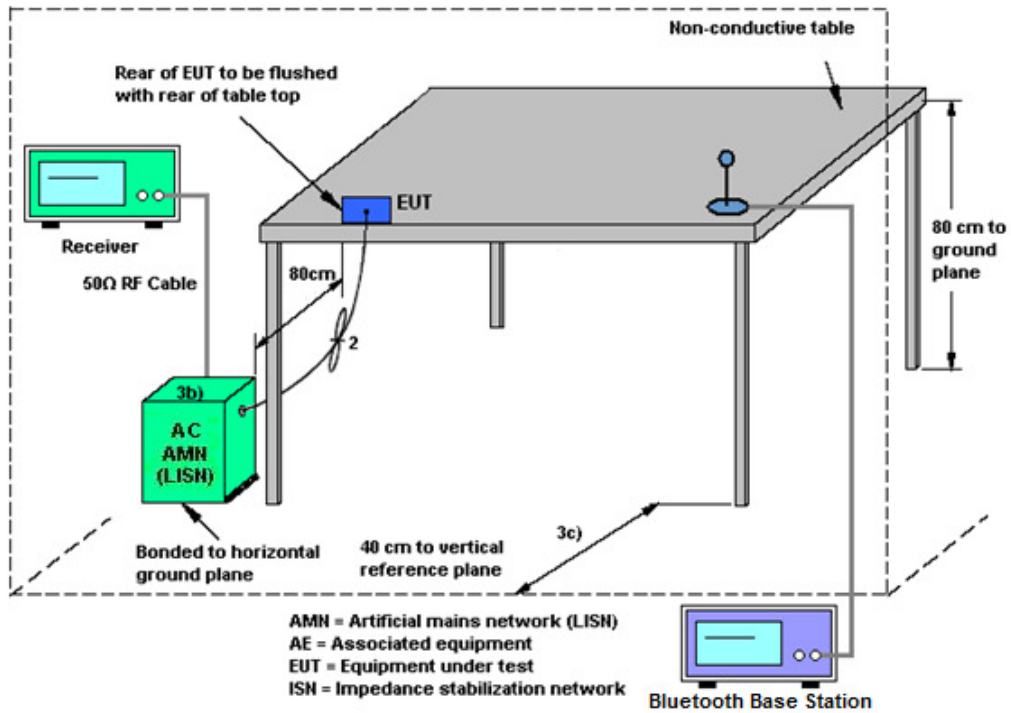 Non-conductive table
Rear of EUT to be flushed
with rear of table top
EUT
Receiver
80cm
80 cm to
ground
plane
50Ω RF Cable
2
3b)
AC
AMN
(LISN)
3c)
Bonded to horizontal
ground plane
40 cm to vertical
reference plane
AMN = Artificial mains network (LISN)
AE = Associated equipment
EUT = Equipment under test
ISN = Impedance stabilization network
Bluetooth Base Station